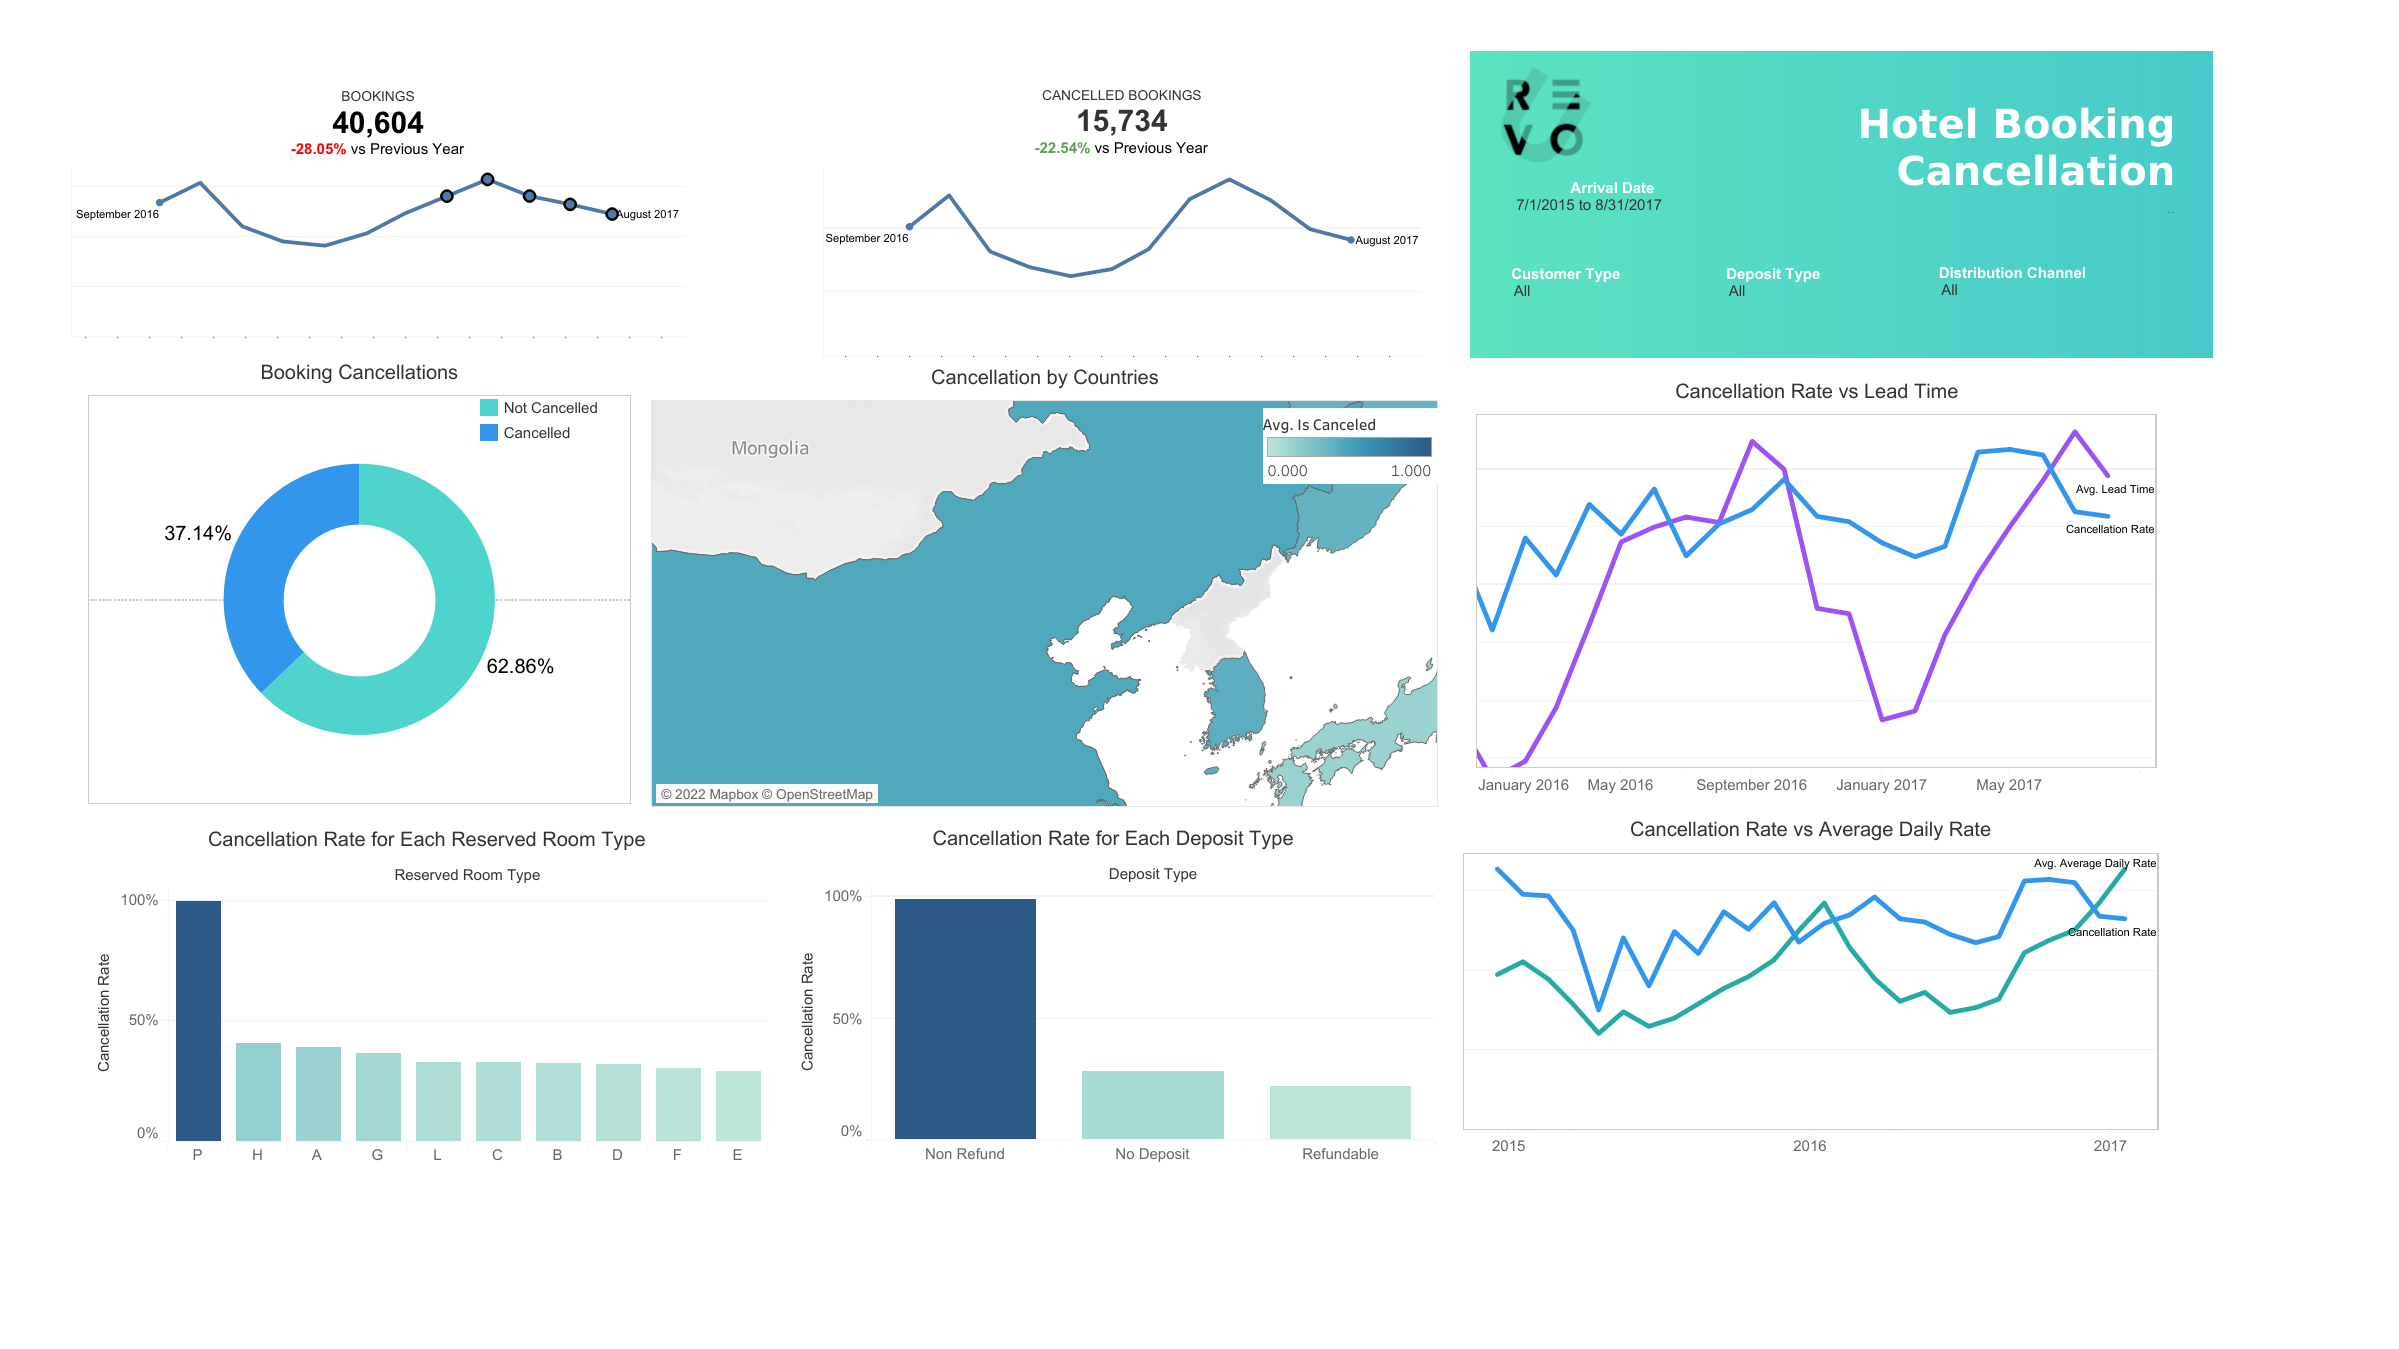 BOOKINGS
40,604
-28.05% vs Previous Year
September 2016
August 2017
CANCELLED BOOKINGS
15,734
-22.54% vs Previous Year
September 2016
August 2017
RE
VO
Hotel Booking
Cancellation
..
Arrival Date
7/1/2015 to 8/31/2017
Customer Type
All
Deposit Type
All
Distribution Channel
All
Booking Cancellations
Not Cancelled
Cancelled
37.14%
62.86%
Cancellation by Countries
Mongolia
Avg. Is Canceled
0.000 1.000
© 2022 Mapbox © OpenStreetMap
Cancellation Rate vs Lead Time
Avg. Lead Time
Cancellation Rate
January 2016 May 2016 September 2016 January 2017 May 2017
Cancellation Rate for Each Reserved Room Type
Reserved Room Type
Cancellation Rate
100%
50%
0%
P H A G L C B D F E
Cancellation Rate for Each Deposit Type
Deposit Type
Cancellation Rate
100%
50%
0%
Non Refund No Deposit Refundable
Cancellation Rate vs Average Daily Rate
Avg. Average Daily Rate
Cancellation Rate
2015 2016 2017